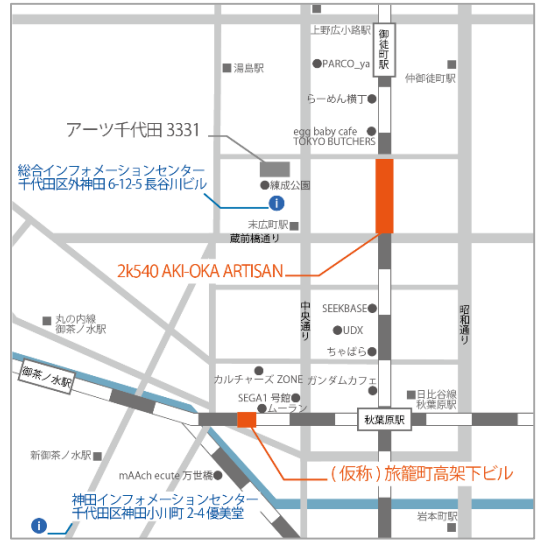 上野広小路駅
御徒町駅
PARCO_ya
湯島駅
仲御徒町駅
らーめん横丁
アーツ千代田 3331
egg baby cafe
TOKYO BUTCHERS
総合インフォメーションセンター
千代田区外神田 6-12-5 長谷川ビル
練成公園
i
末広町駅
蔵前橋通り
2k540 AKI-OKA ARTISAN
中央通り
昭和通り
SEEKBASE
UDX
ちゃばら
丸の内線
御茶ノ水駅
御茶ノ水駅
カルチャーズ ZONE
ガンダムカフェ
SEGA1 号館
ムーラン
日比谷線
秋葉原駅
秋葉原駅
新御茶ノ水駅
mAAch ecute 万世橋
( 仮称 ) 旅籠町高架下ビル
神田インフォメーションセンター
千代田区神田小川町 2-4 優美堂
i
岩本町駅